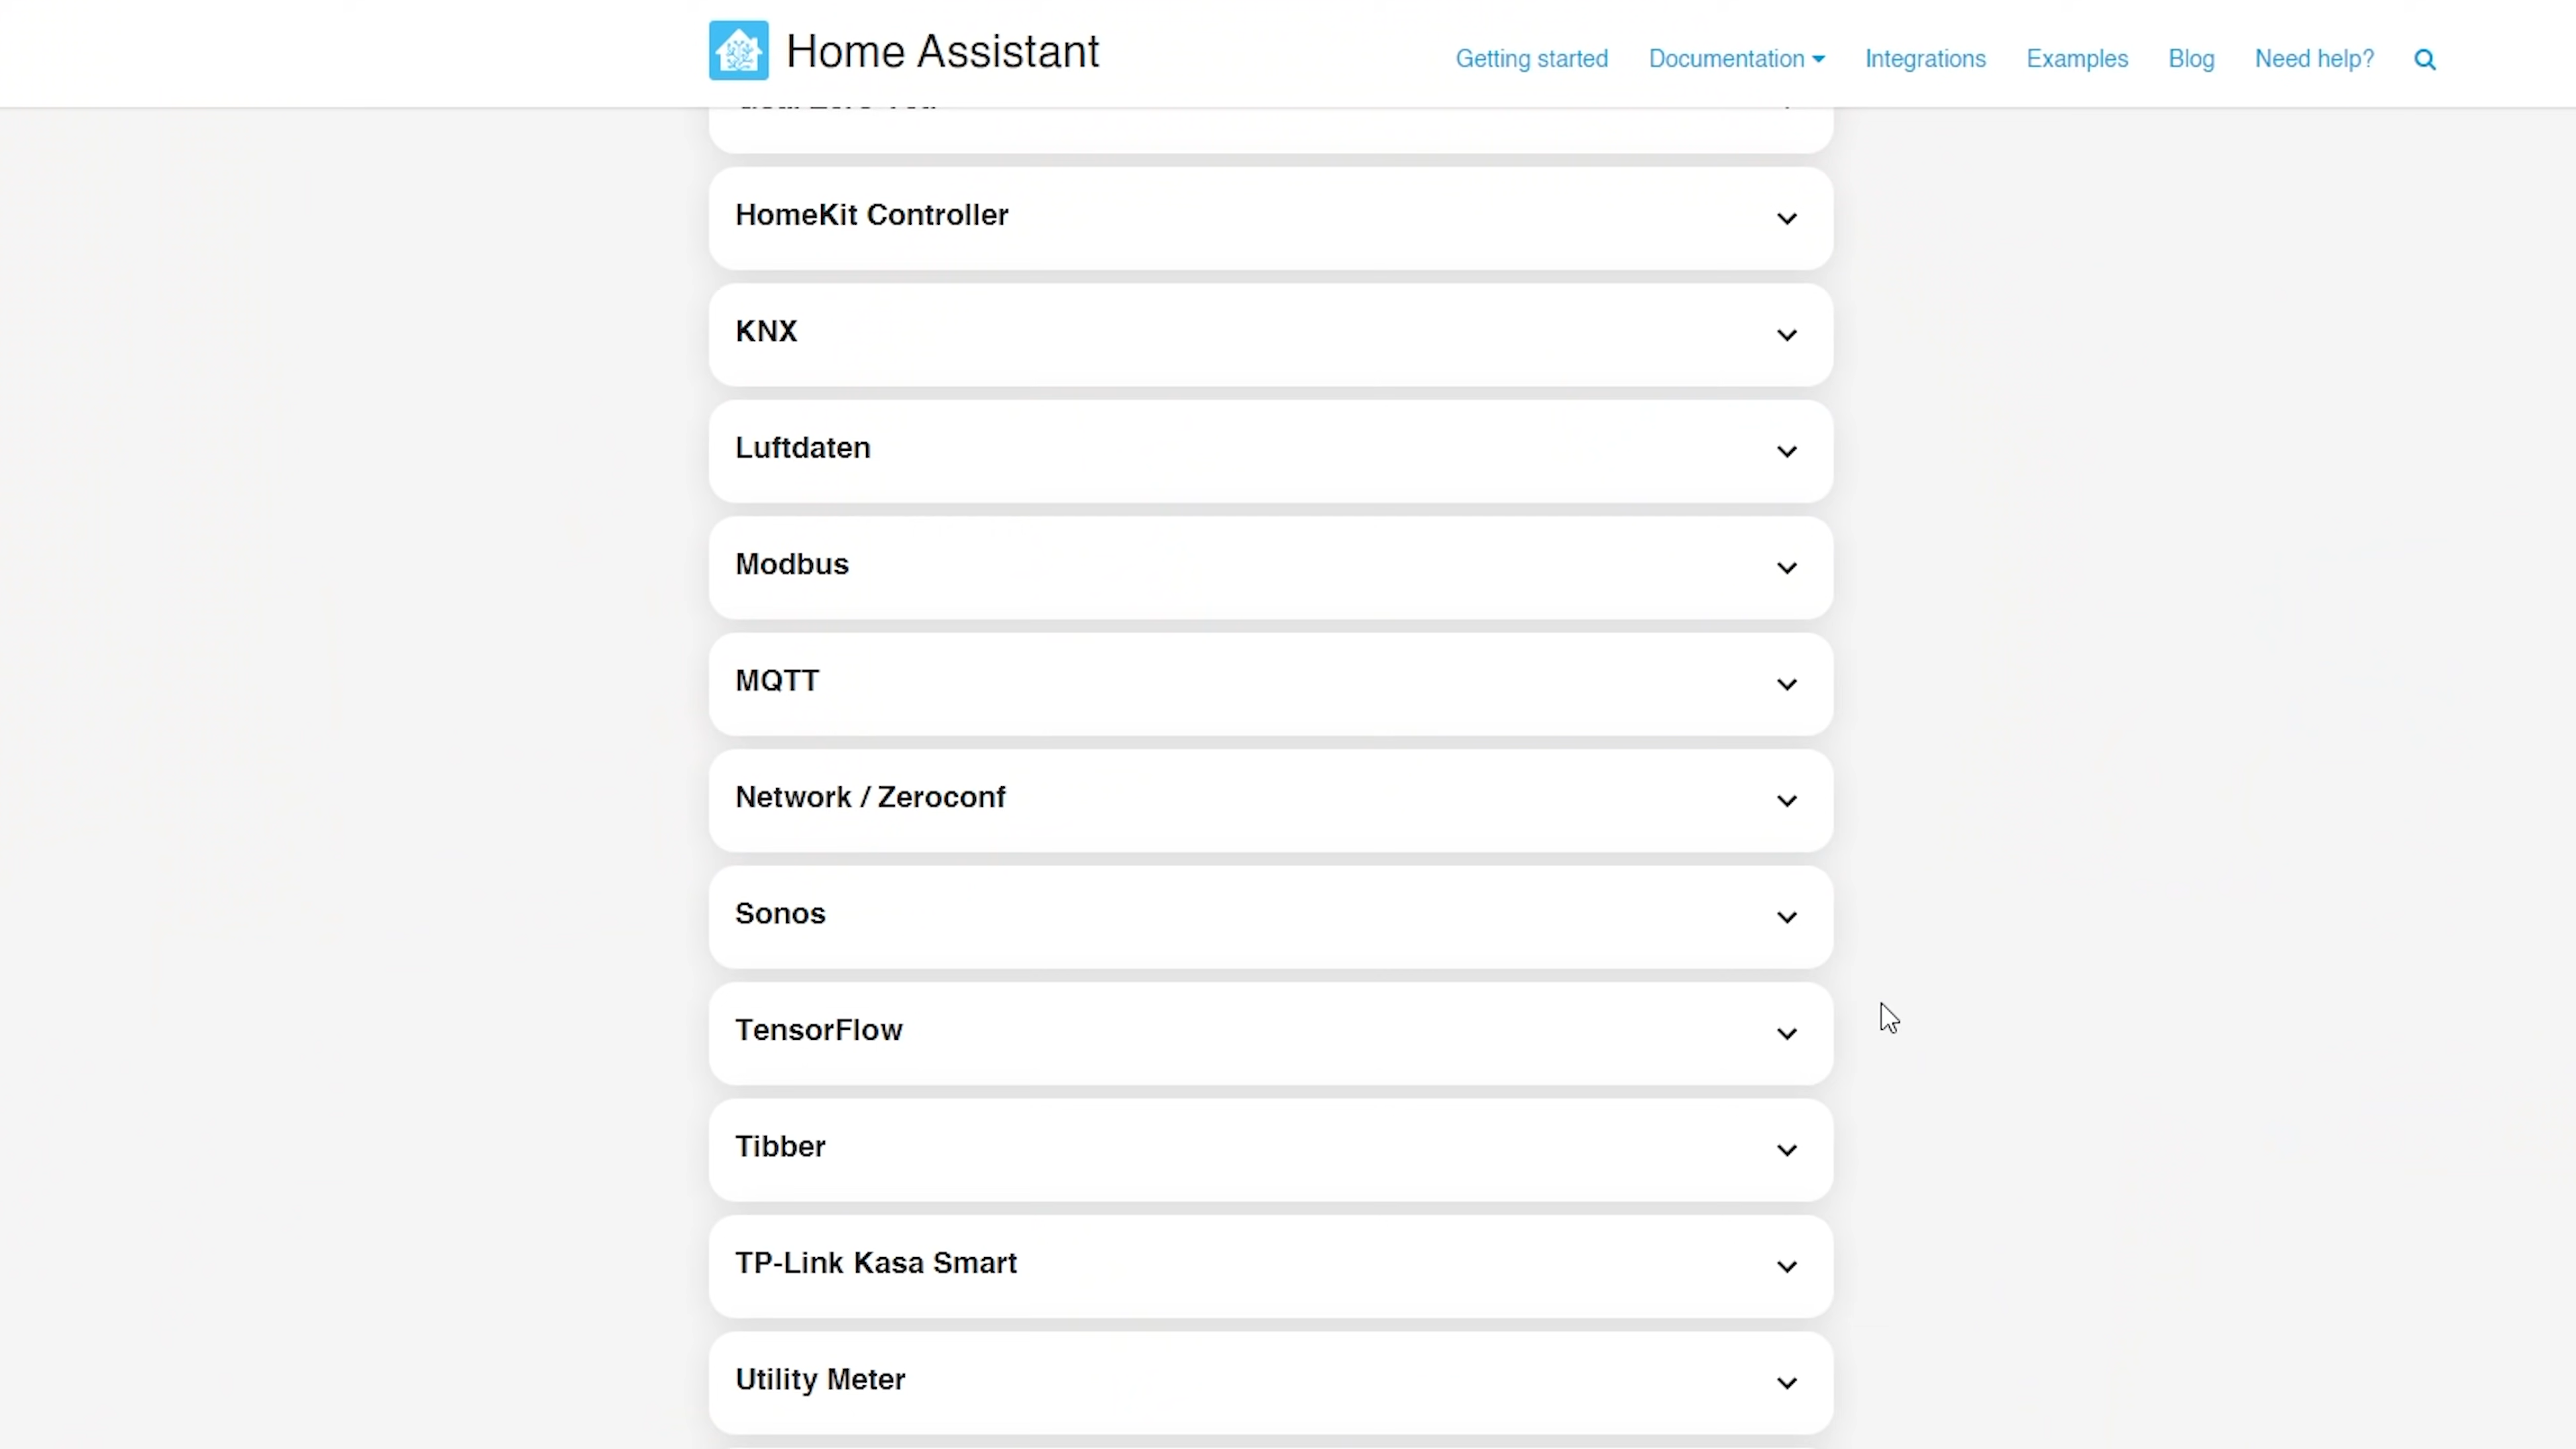 Home Assistant
Getting started
Documentation
Integrations
Examples
Blog
Need help?
HomeKit Controller
KNX
Luftdaten
Modbus
MQTT
Network / Zeroconf
Sonos
TensorFlow
Tibber
TP-Link Kasa Smart
Utility Meter